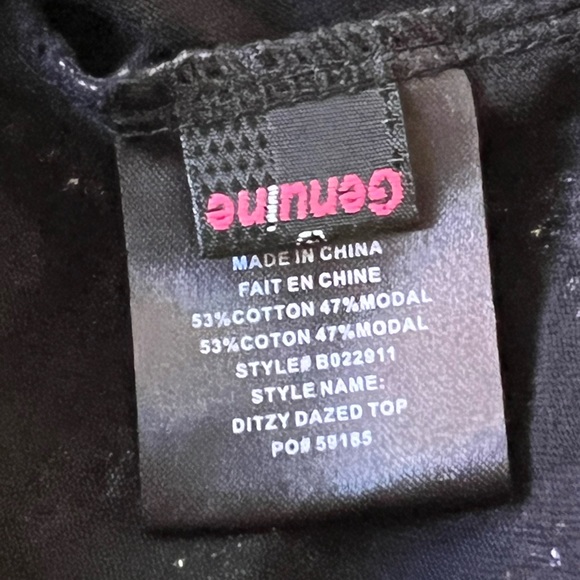 Genuine
MADE IN CHINA
FAIT EN CHINE
53%COTTON 47%MODAL
53%COTON 47%MODAL
STYLE# B022911
STYLE NAME:
DITZY DAZED TOP
PO# 59165